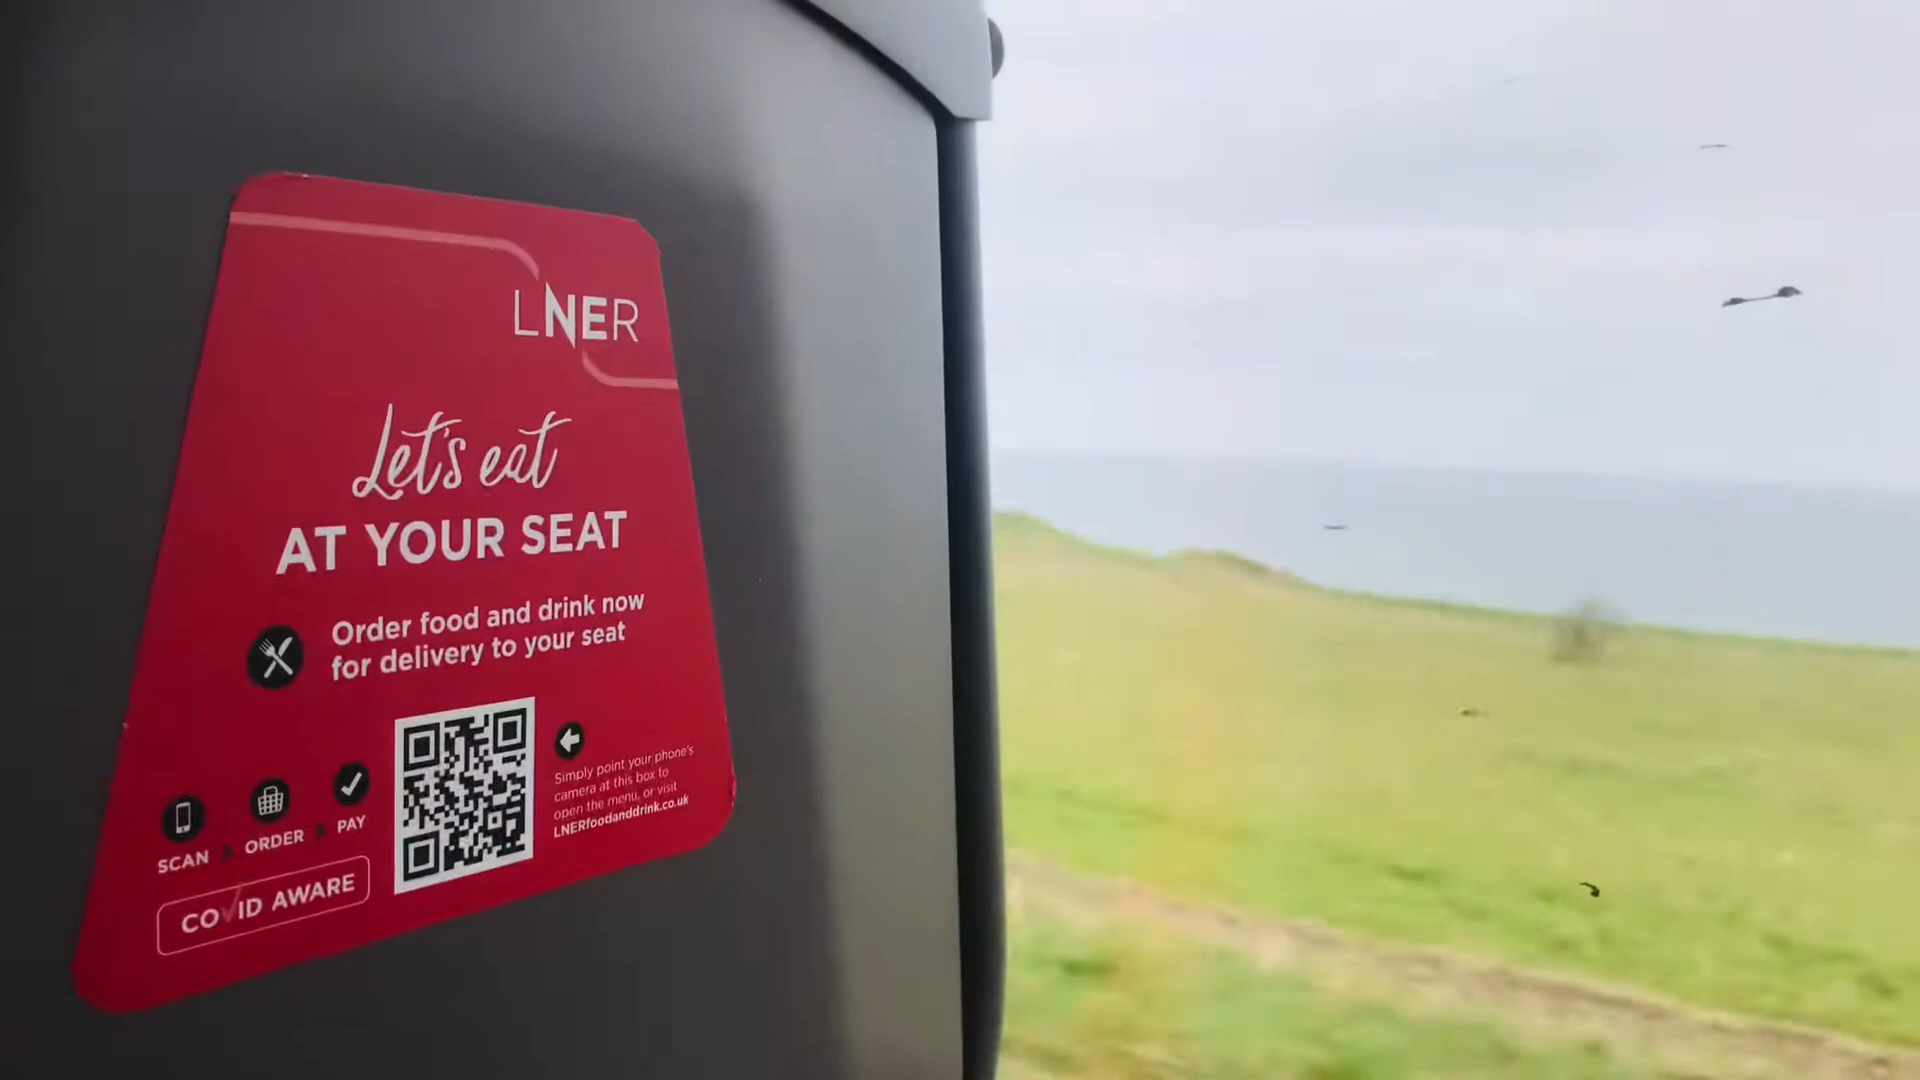 LNER
Let's eat
AT YOUR SEAT
Order food and drink now
for delivery to your seat
Simply point your phone's
camera at this box to
open the menu, or visit
LNERfoodanddrink.co.uk
SCAN
ORDER
PAY
COVID AWARE